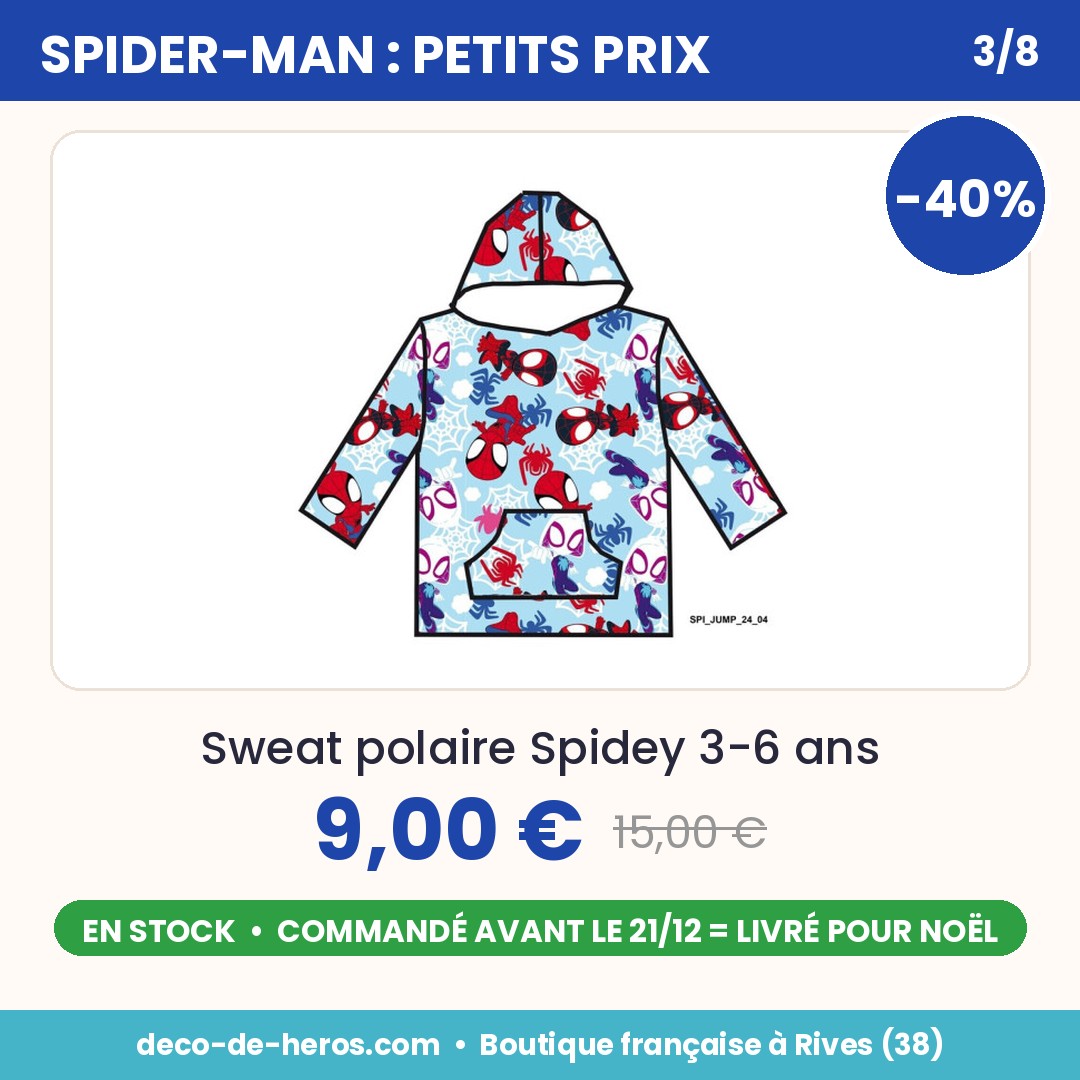 SPIDER-MAN : PETITS PRIX
3/8
-40%
SPI_JUMP_24_04
Sweat polaire Spidey 3-6 ans
9,00 € 15,00 €
EN STOCK • COMMANDÉ AVANT LE 21/12 = LIVRÉ POUR NOËL
deco-de-heros.com • Boutique française à Rives (38)